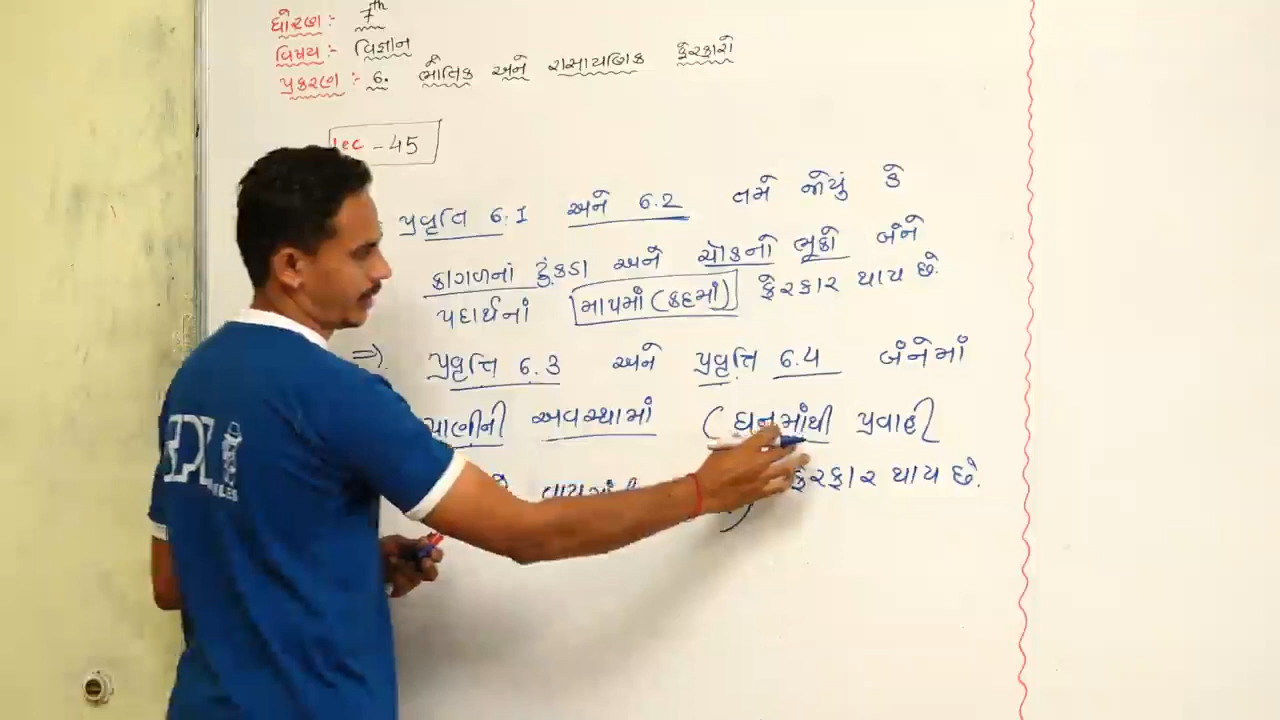 ધોરણ :- 7th
વિષય :- વિજ્ઞાન
પ્રકરણ :- 6. ભૌતિક અને રાસાયણિક ફેરફારો
Lec - 45
પ્રવૃત્તિ 6.1 અને 6.2 તમે જોયું કે
કાગળનાં ટુંકડા અને ચૉકનો ભૂકો બંને
પદાર્થનાં માપમાં (કદમાં) ફેરફાર થાય છે.
⇒ પ્રવૃત્તિ 6.3 અને પ્રવૃત્તિ 6.4 બંનેમાં
પાણીની અવસ્થામાં (ઘનમાંથી પ્રવાહી
ફેરફાર થાય છે.